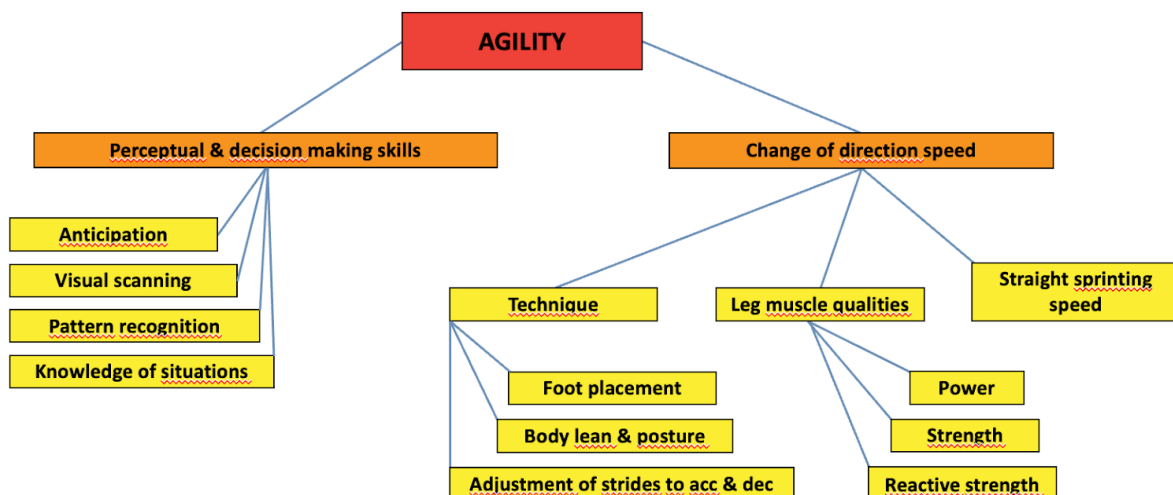 AGILITY
Perceptual & decision making skills
Change of direction speed
Anticipation
Visual scanning
Pattern recognition
Knowledge of situations
Technique
Leg muscle qualities
Straight sprinting
speed
Foot placement
Body lean & posture
Adjustment of strides to acc & dec
Power
Strength
Reactive strength